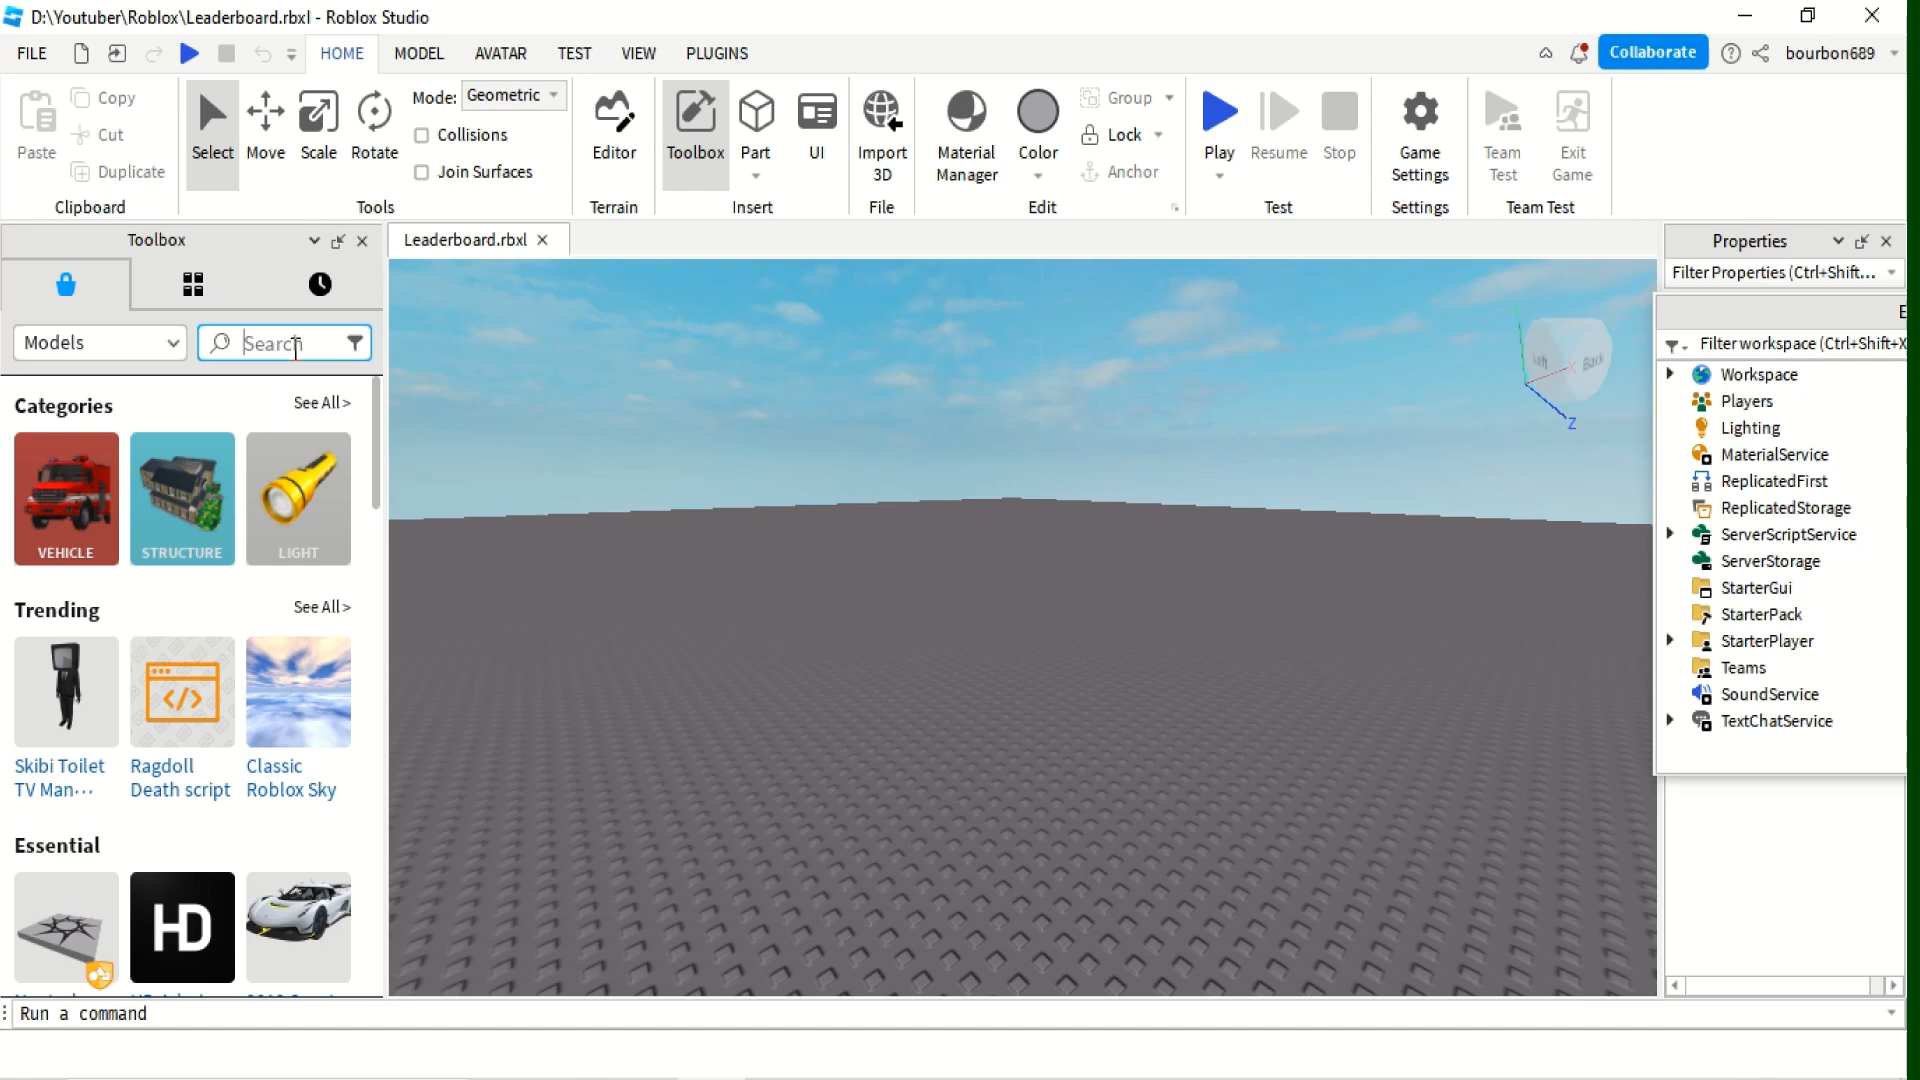 D:\Youtuber\Roblox\Leaderboard.rbxl - Roblox Studio
FILE HOME MODEL AVATAR TEST VIEW PLUGINS Collaborate bourbon689
Paste Copy Cut Duplicate
Select Move Scale Rotate
Mode: Geometric
Collisions
Join Surfaces
Editor
Toolbox Part UI
Import 3D
Material Manager
Color
Group
Lock
Anchor
Play Resume Stop
Game Settings
Team Test
Exit Game
Clipboard Tools Terrain Insert File Edit Test Settings Team Test
Toolbox
Leaderboard.rbxl
Models
Search
Categories See All >
VEHICLE STRUCTURE LIGHT
Trending See All >
Skibi Toilet TV Man...
Ragdoll Death script
Classic Roblox Sky
Essential
HD
Left Back
X
Z
Properties
Filter Properties (Ctrl+Shift...
E
Filter workspace (Ctrl+Shift+X
Workspace
Players
Lighting
MaterialService
ReplicatedFirst
ReplicatedStorage
ServerScriptService
ServerStorage
StarterGui
StarterPack
StarterPlayer
Teams
SoundService
TextChatService
Run a command